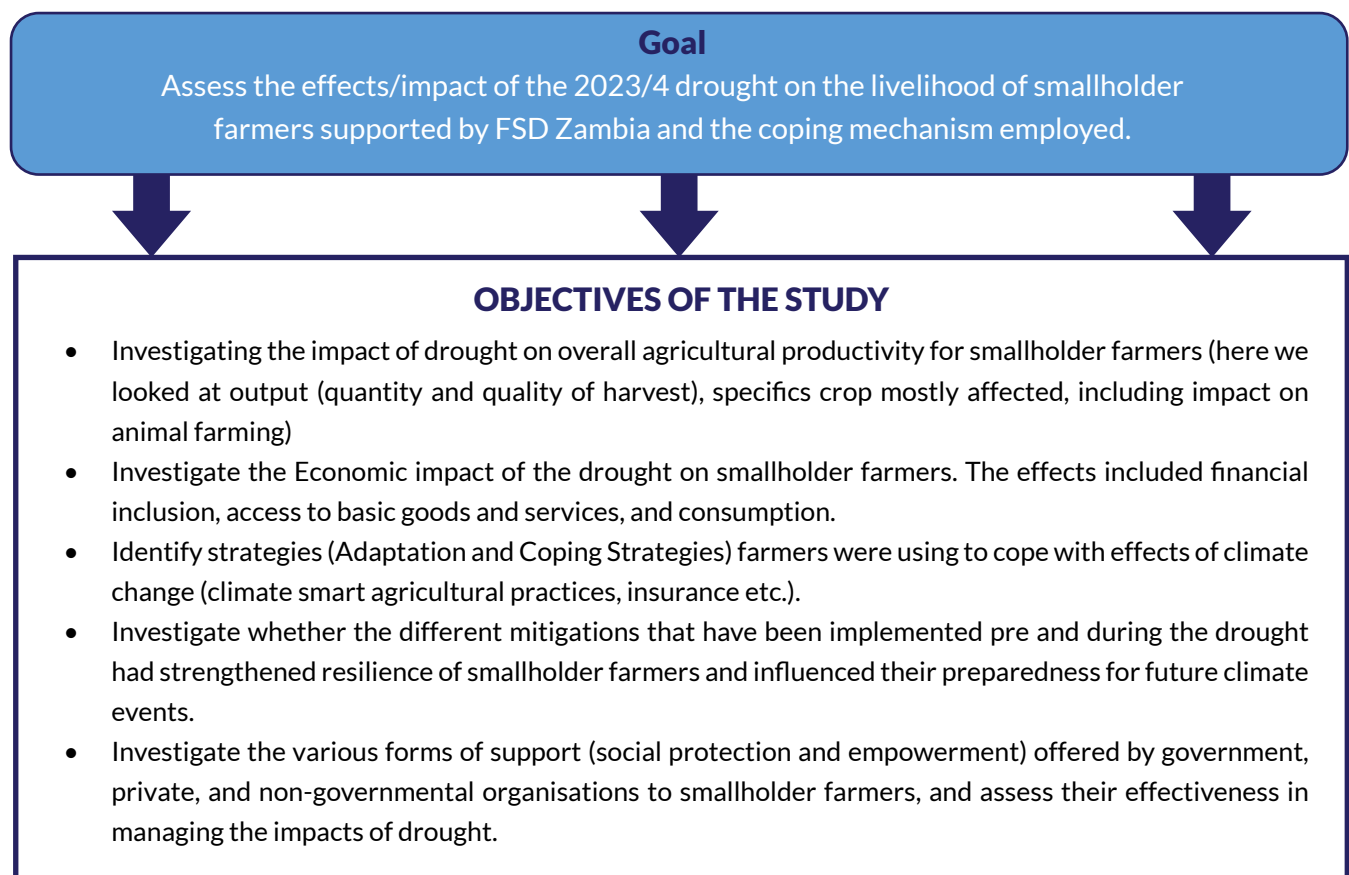 Goal
Assess the effects/impact of the 2023/4 drought on the livelihood of smallholder
farmers supported by FSD Zambia and the coping mechanism employed.
OBJECTIVES OF THE STUDY
• Investigating the impact of drought on overall agricultural productivity for smallholder farmers (here we
looked at output (quantity and quality of harvest), specifics crop mostly affected, including impact on
animal farming)
• Investigate the Economic impact of the drought on smallholder farmers. The effects included financial
inclusion, access to basic goods and services, and consumption.
• Identify strategies (Adaptation and Coping Strategies) farmers were using to cope with effects of climate
change (climate smart agricultural practices, insurance etc.).
• Investigate whether the different mitigations that have been implemented pre and during the drought
had strengthened resilience of smallholder farmers and influenced their preparedness for future climate
events.
• Investigate the various forms of support (social protection and empowerment) offered by government,
private, and non-governmental organisations to smallholder farmers, and assess their effectiveness in
managing the impacts of drought.